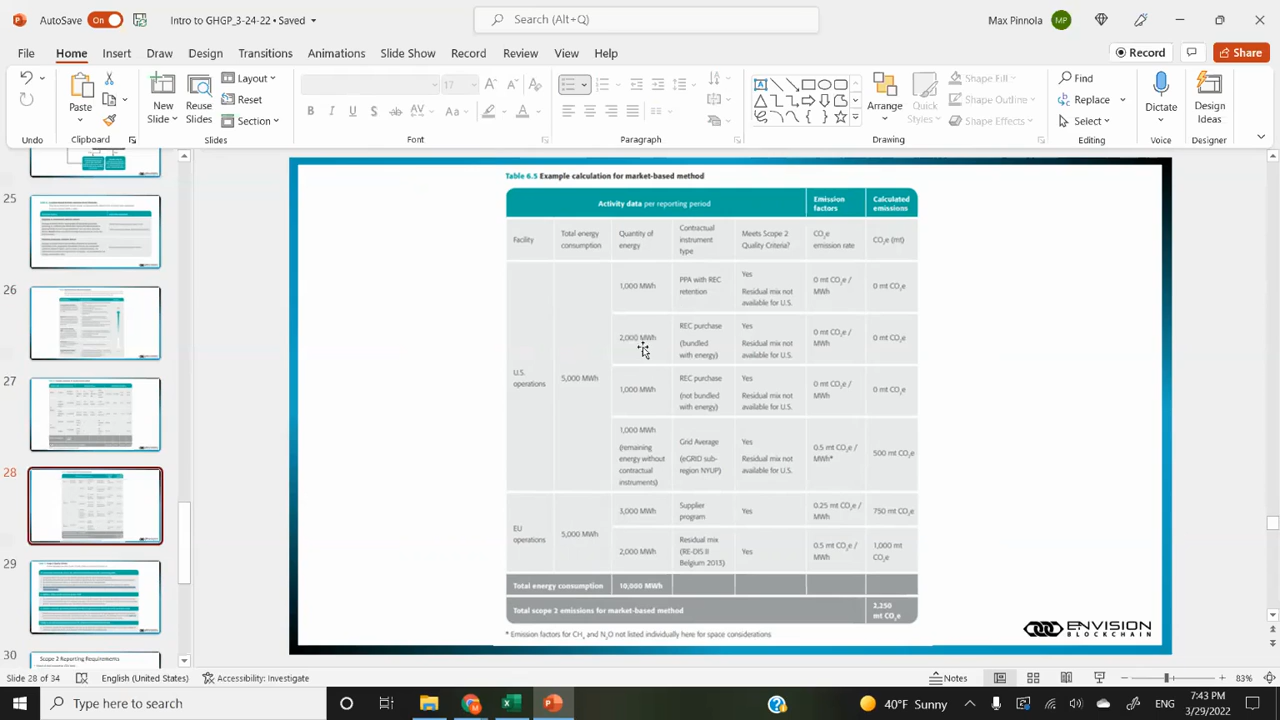 AutoSave On Intro to GHGP_3-24-22 • Saved
Search (Alt+Q)
Max Pinnola MP
File Home Insert Draw Design Transitions Animations Slide Show Record Review View Help
Record Share
Undo
Paste
Clipboard
New Slide
Reuse Slides
Layout
Reset
Section
Slides
17
Font
Paragraph
Arrange
Quick Styles
Shape Fill
Shape Outline
Shape Effects
Drawing
Find
Replace
Select
Editing
Dictate
Voice
Design Ideas
Designer
25
26
27
28
29
30
Scope 2 Reporting Requirements
Table 6.5 Example calculation for market-based method
Activity data per reporting period
Emission factors
Calculated emissions
Facility
Total energy consumption
Quantity of energy
Contractual instrument type
Meets Scope 2 Quality Criteria?
CO₂e emission rate
CO₂e (mt)
U.S. operations
5,000 MWh
1,000 MWh
PPA with REC retention
Yes
Residual mix not available for U.S.
0 mt CO₂e / MWh
0 mt CO₂e
2,000 MWh
REC purchase
(bundled with energy)
Yes
Residual mix not available for U.S.
0 mt CO₂e / MWh
0 mt CO₂e
1,000 MWh
REC purchase
(not bundled with energy)
Yes
Residual mix not available for U.S.
0 mt CO₂e / MWh
0 mt CO₂e
1,000 MWh
(remaining energy without contractual instruments)
Grid Average
(eGRID sub-region NYUP)
Yes
Residual mix not available for U.S.
0.5 mt CO₂e / MWh*
500 mt CO₂e
EU operations
5,000 MWh
3,000 MWh
Supplier program
Yes
0.25 mt CO₂e / MWh
750 mt CO₂e
2,000 MWh
Residual mix (RE-DIS II Belgium 2013)
Yes
0.5 mt CO₂e / MWh
1,000 mt CO₂e
Total energy consumption 10,000 MWh
Total scope 2 emissions for market-based method
2,250 mt CO₂e
* Emission factors for CH₄ and N₂O not listed individually here for space considerations
ENVISION
BLOCKCHAIN
Slide 28 of 34 English (United States) Accessibility: Investigate
Notes
83%
Type here to search
40°F Sunny
ENG
7:43 PM
3/29/2022